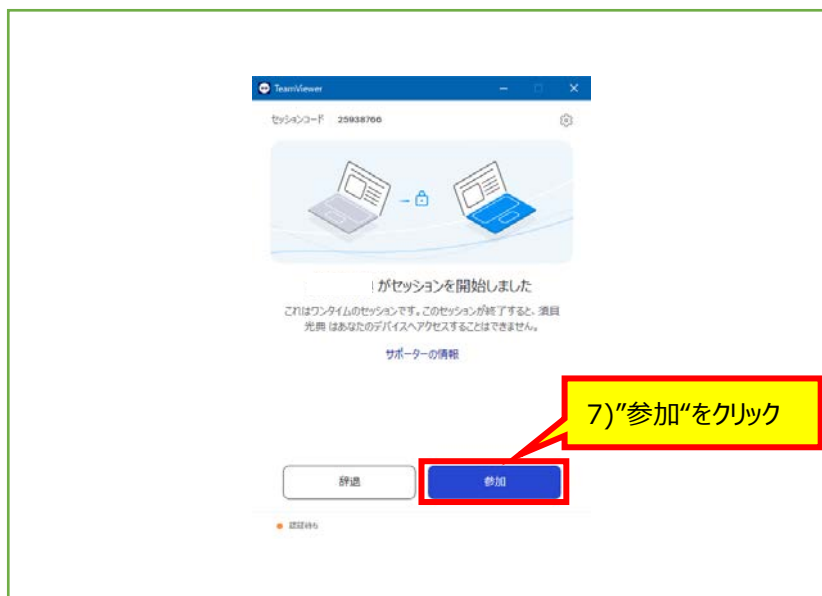 TeamViewer
セッションコード 25938766
がセッションを開始しました
これはワンタイムのセッションです。このセッションが終了すると、須貝
光典 はあなたのデバイスへアクセスすることはできません。
サポーターの情報
7)”参加“をクリック
辞退
参加
認証待ち